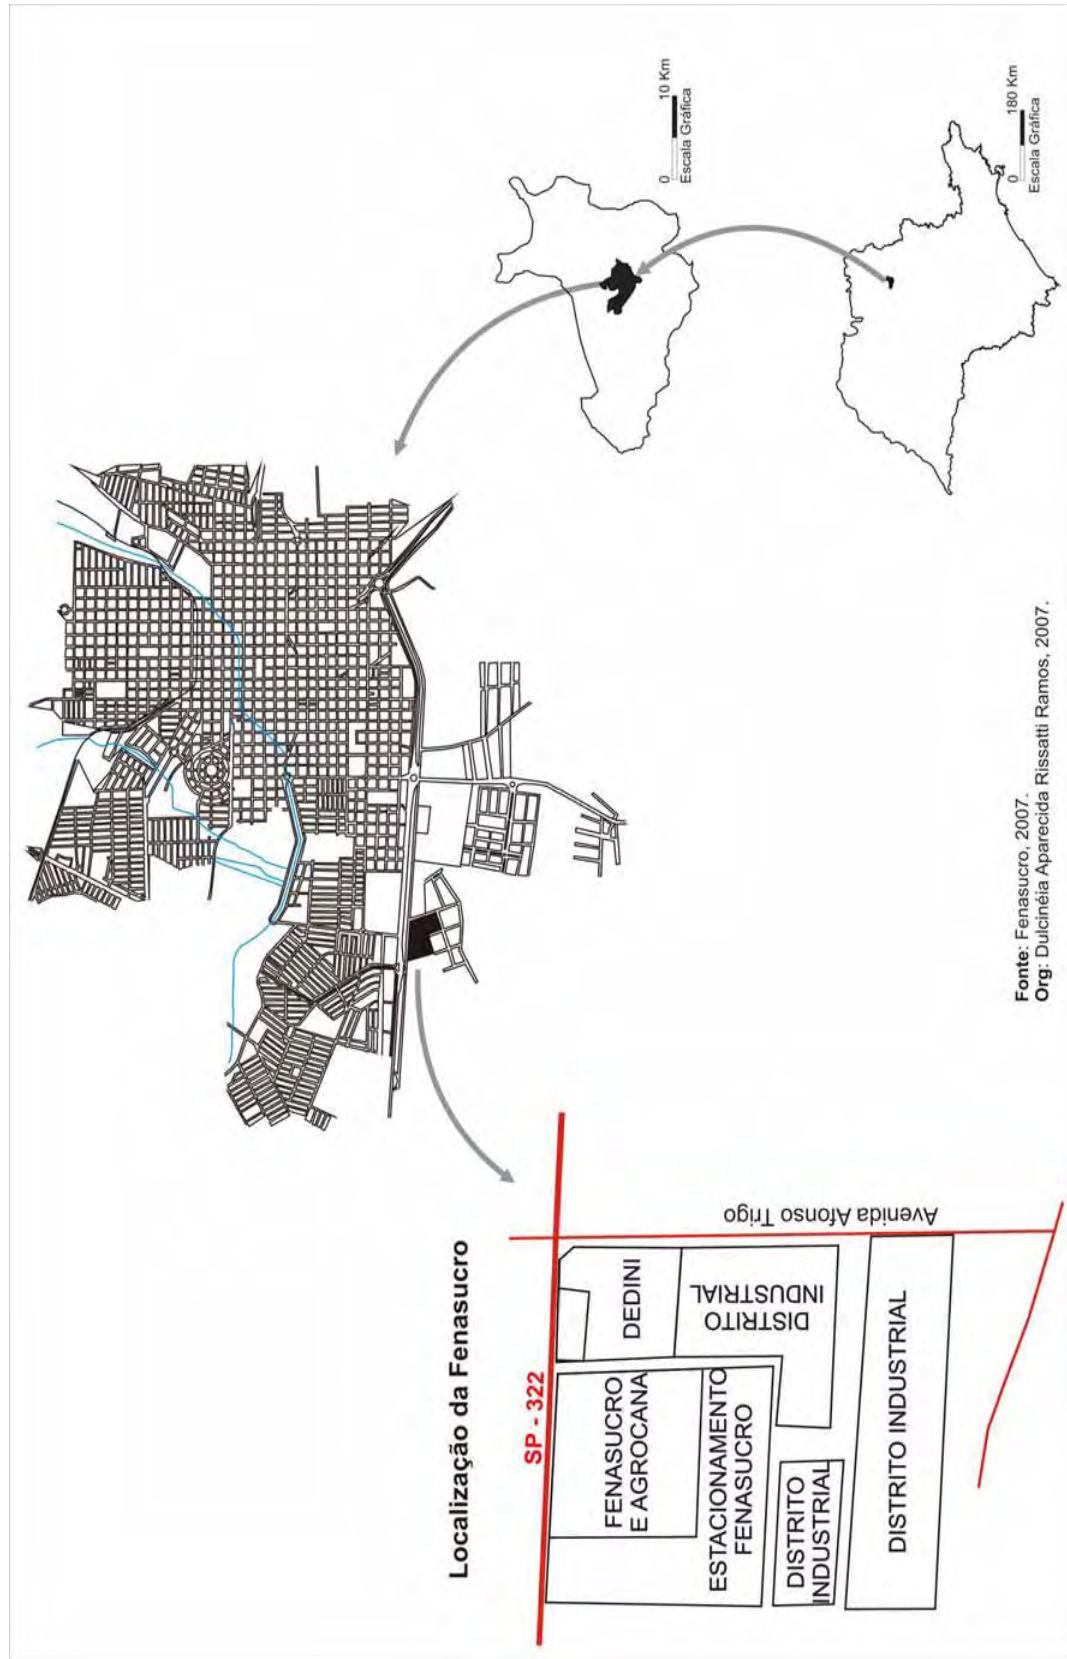 Localização da Fenasucro
SP - 322
FENASUCRO
E AGROCANA
ESTACIONAMENTO
FENASUCRO
DEDINI
DISTRITO
INDUSTRIAL
DISTRITO
INDUSTRIAL
DISTRITO INDUSTRIAL
Avenida Afonso Trigo
0 10 Km
Escala Gráfica
0 180 Km
Escala Gráfica
Fonte: Fenasucro, 2007.
Org: Dulcinéia Aparecida Rissatti Ramos, 2007.